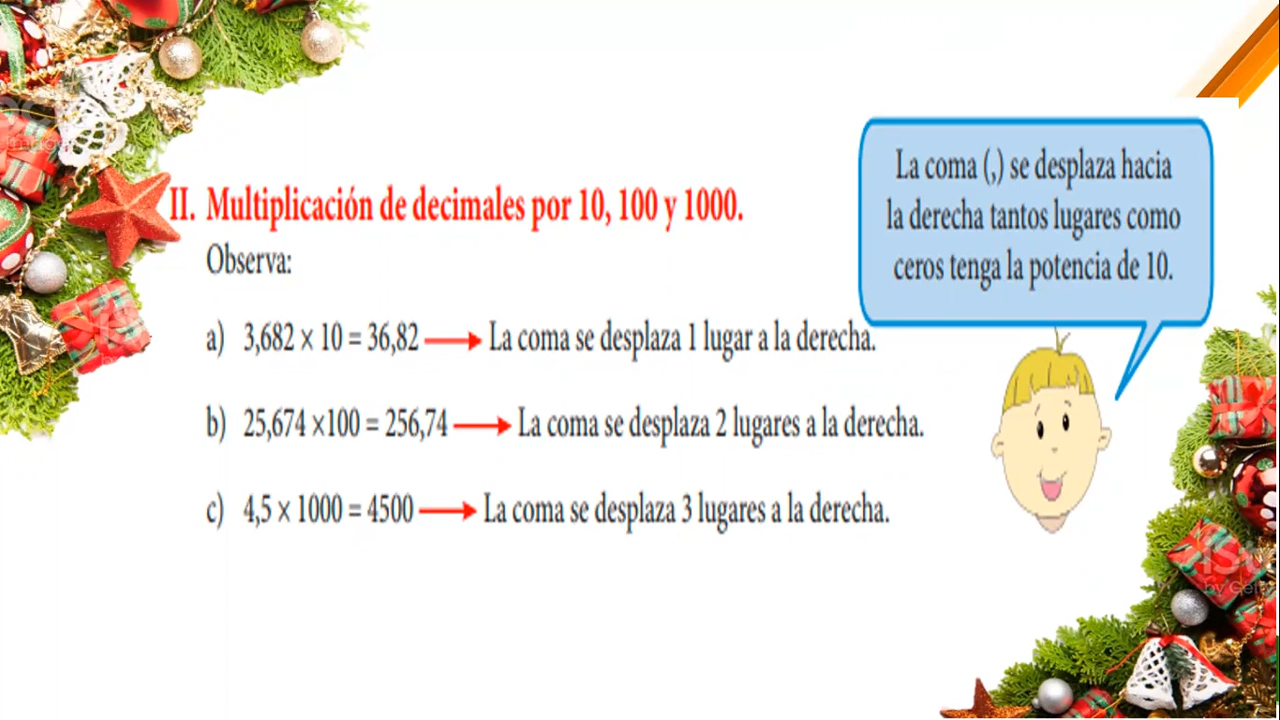 La coma (,) se desplaza hacia
la derecha tantos lugares como
ceros tenga la potencia de 10.
II. Multiplicación de decimales por 10, 100 y 1000.
Observa:
a) 3,682 × 10 = 36,82 → La coma se desplaza 1 lugar a la derecha.
b) 25,674 ×100 = 256,74 → La coma se desplaza 2 lugares a la derecha.
c) 4,5 × 1000 = 4500 → La coma se desplaza 3 lugares a la derecha.